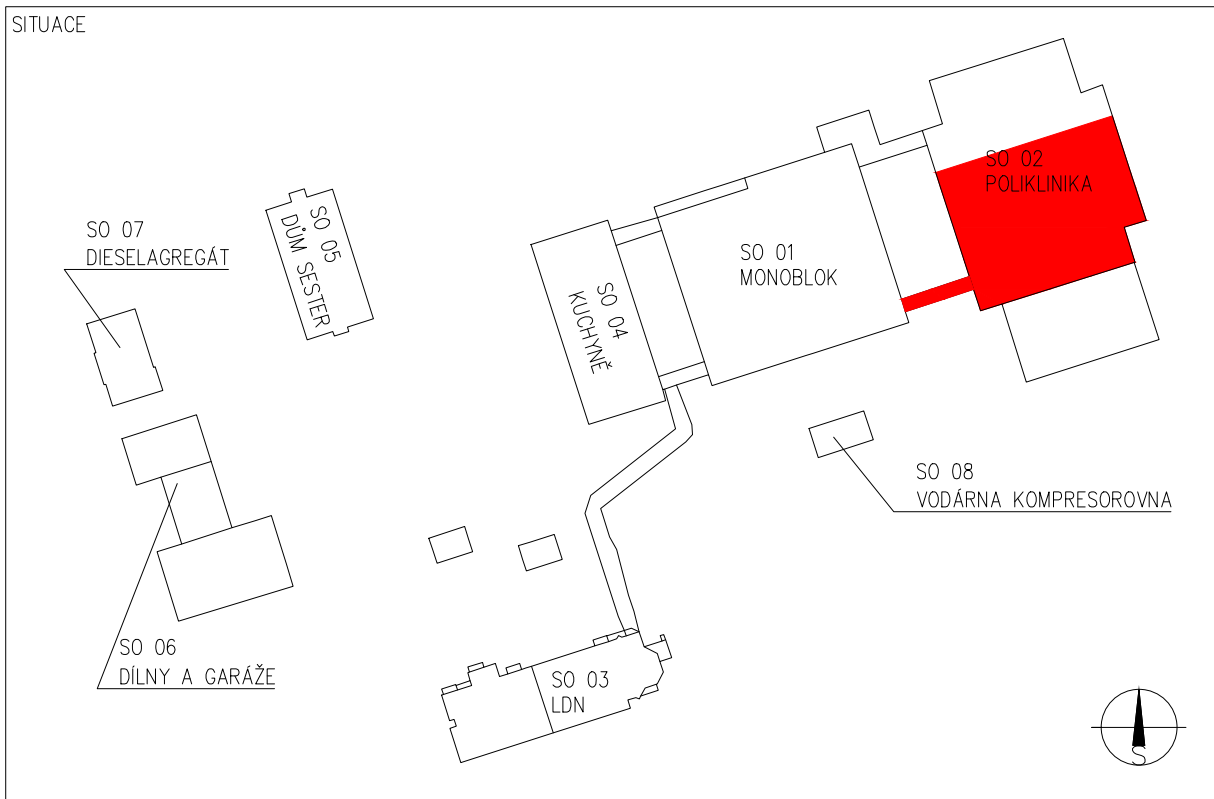 SITUACE
SO 02
POLIKLINIKA
SO 07
DIESELAGREGÁT
SO 05
DŮM SESTER
SO 01
MONOBLOK
SO 04
KUCHYNĚ
SO 08
VODÁRNA KOMPRESOROVNA
SO 06
DÍLNY A GARÁŽE
SO 03
LDN
S